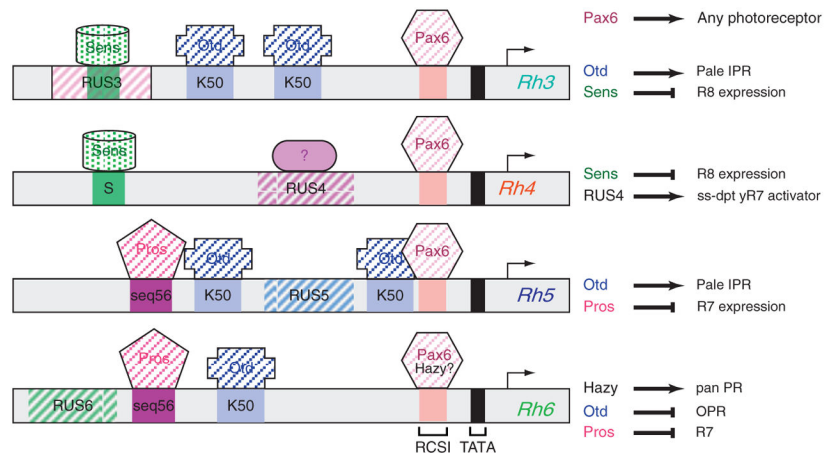 Pax6 Any photoreceptor
Sens Otd Otd Pax6
RUS3 K50 K50 Rh3
Otd Pale IPR
Sens R8 expression
Sens ? Pax6
S RUS4 Rh4
Sens R8 expression
RUS4 ss-dpt yR7 activator
Pros Otd Otd Pax6
seq56 K50 RUS5 K50 Rh5
Otd Pale IPR
Pros R7 expression
Pros Otd Pax6
Hazy?
RUS6 seq56 K50 Rh6
Hazy pan PR
Otd OPR
Pros R7
RCSI TATA